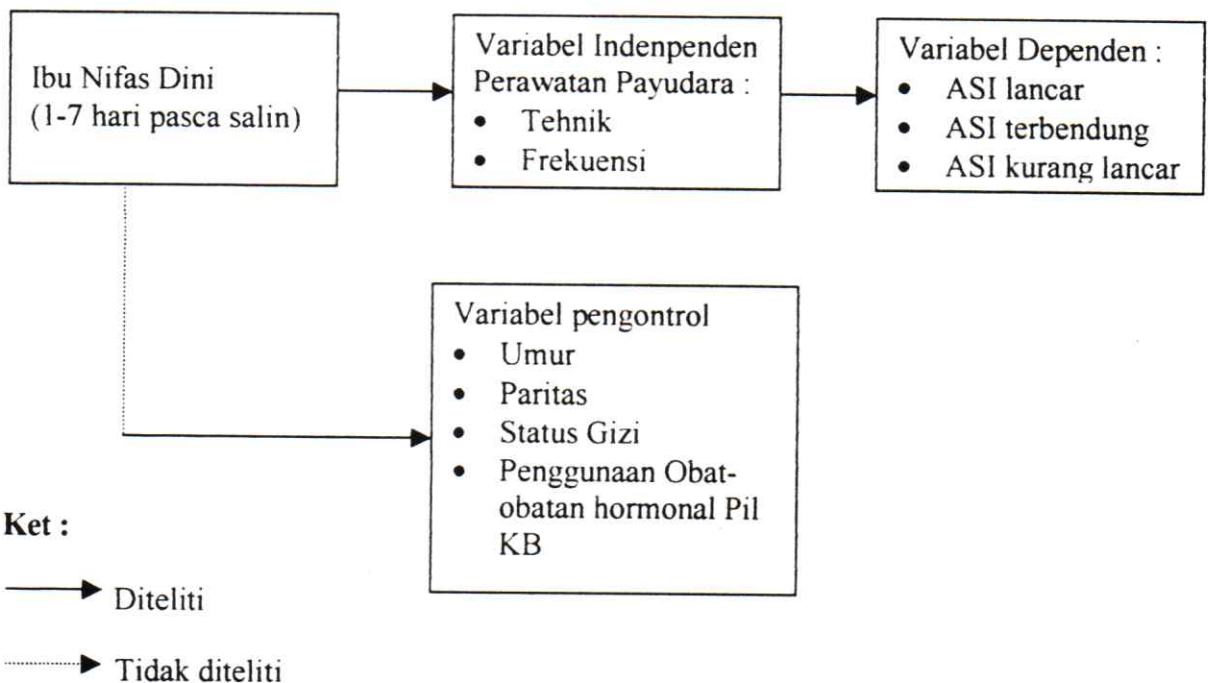 Ibu Nifas Dini
(1-7 hari pasca salin)
Variabel Indenpenden
Perawatan Payudara :
• Tehnik
• Frekuensi
Variabel Dependen :
• ASI lancar
• ASI terbendung
• ASI kurang lancar
Variabel pengontrol
• Umur
• Paritas
• Status Gizi
• Penggunaan Obat-
obatan hormonal Pil
KB
Ket :
Diteliti
Tidak diteliti